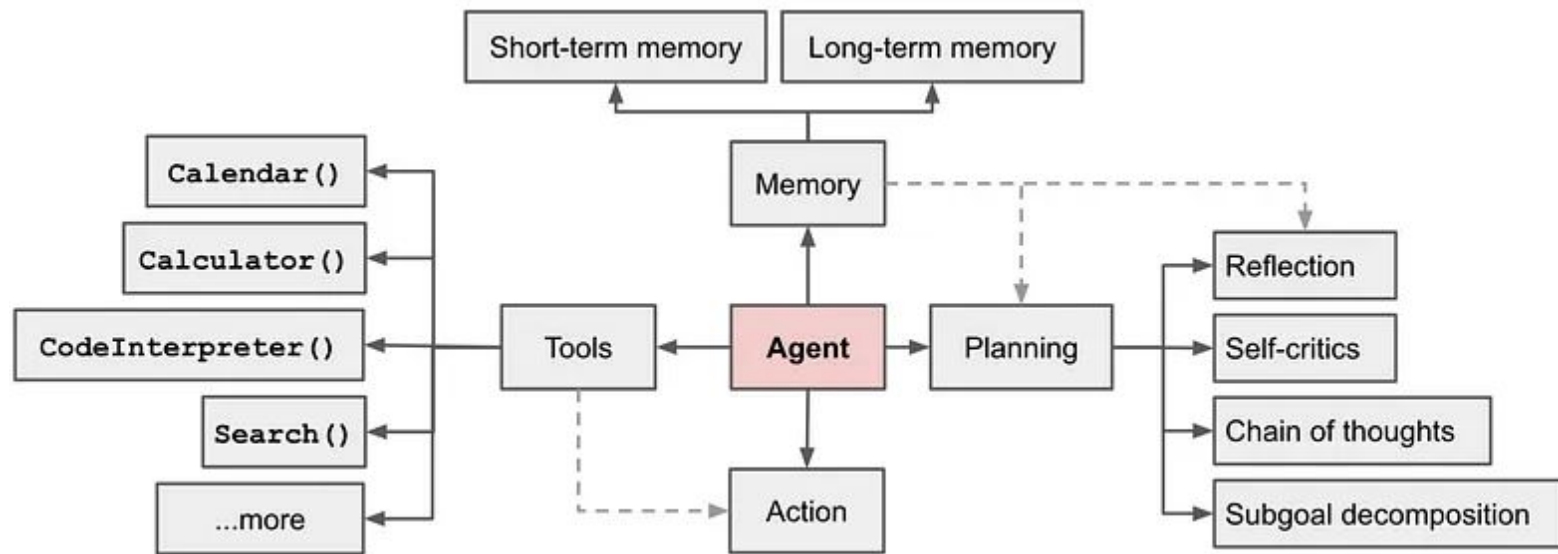 Short-term memory
Long-term memory
Calendar()
Memory
Calculator()
Reflection
CodeInterpreter()
Tools
Agent
Planning
Self-critics
Search()
Chain of thoughts
...more
Action
Subgoal decomposition